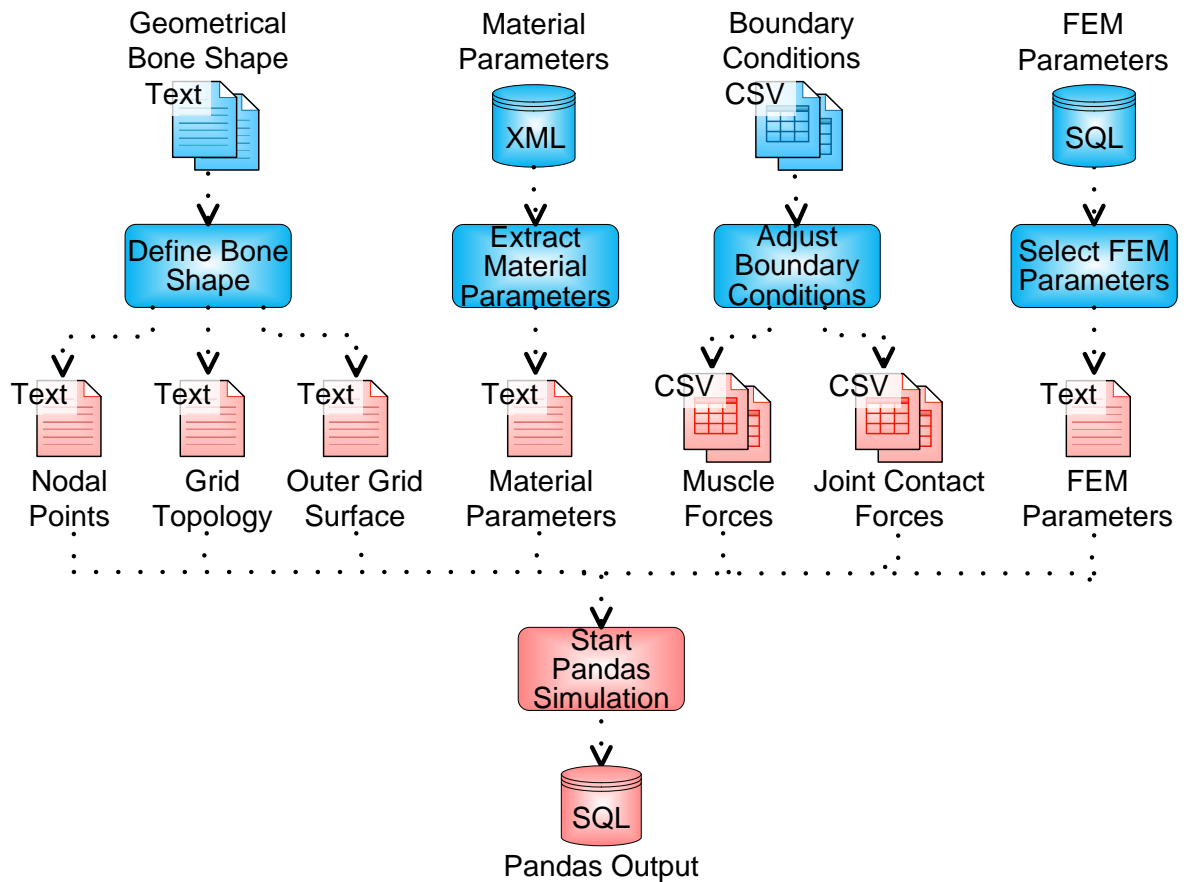 Geometrical
Bone Shape
Text
Material
Parameters
XML
Boundary
Conditions
CSV
FEM
Parameters
SQL
Define Bone
Shape
Extract
Material
Parameters
Adjust
Boundary
Conditions
Select FEM
Parameters
Text
Nodal
Points
Text
Grid
Topology
Text
Outer Grid
Surface
Text
Material
Parameters
CSV
Muscle
Forces
CSV
Joint Contact
Forces
Text
FEM
Parameters
Start
Pandas
Simulation
SQL
Pandas Output